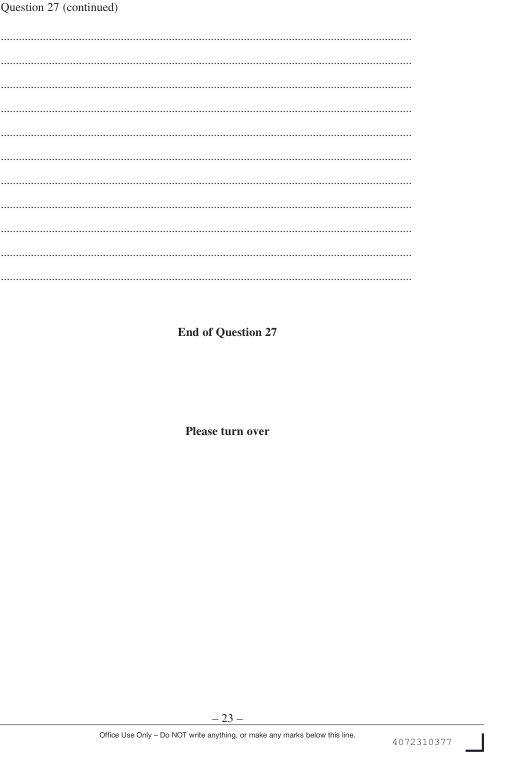 Question 27 (continued)
End of Question 27
Please turn over
– 23 –
Office Use Only – Do NOT write anything, or make any marks below this line.
4072310377